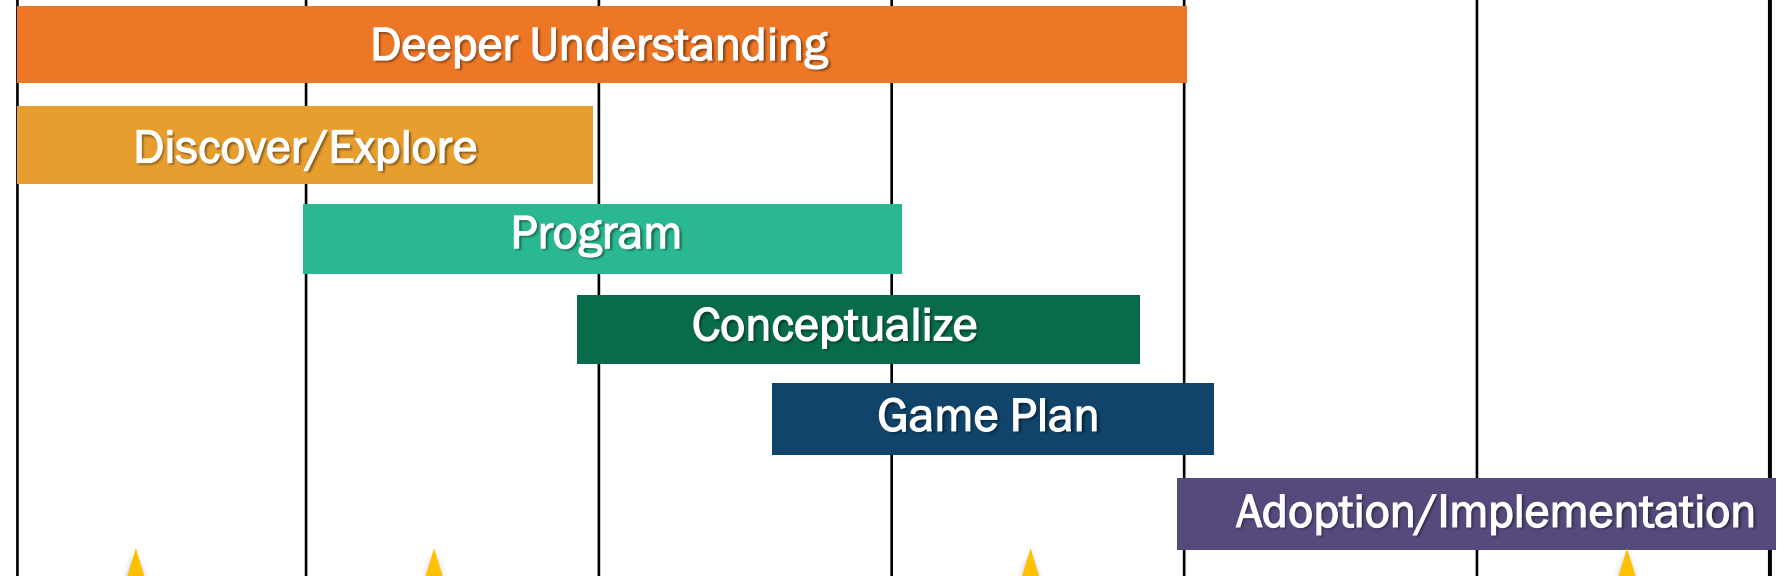 Deeper Understanding
Discover/Explore
Program
Conceptualize
Game Plan
Adoption/Implementation